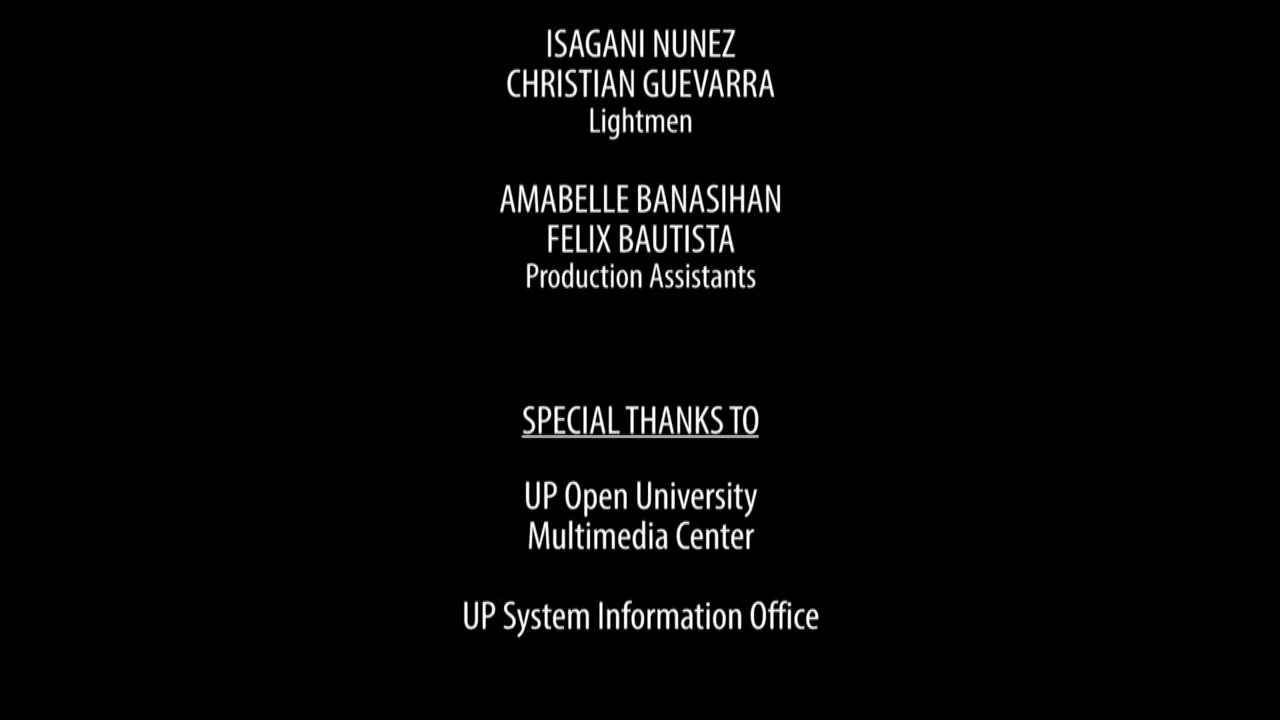 ISAGANI NUNEZ
CHRISTIAN GUEVARRA
Lightmen
AMABELLE BANASIHAN
FELIX BAUTISTA
Production Assistants
SPECIAL THANKS TO
UP Open University
Multimedia Center
UP System Information Office